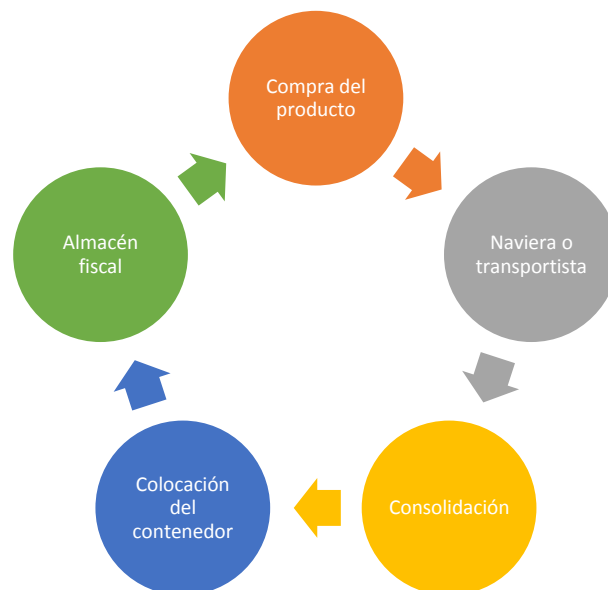 Compra del
producto
Naviera o
transportista
Consolidación
Colocación
del
contenedor
Almacén
fiscal